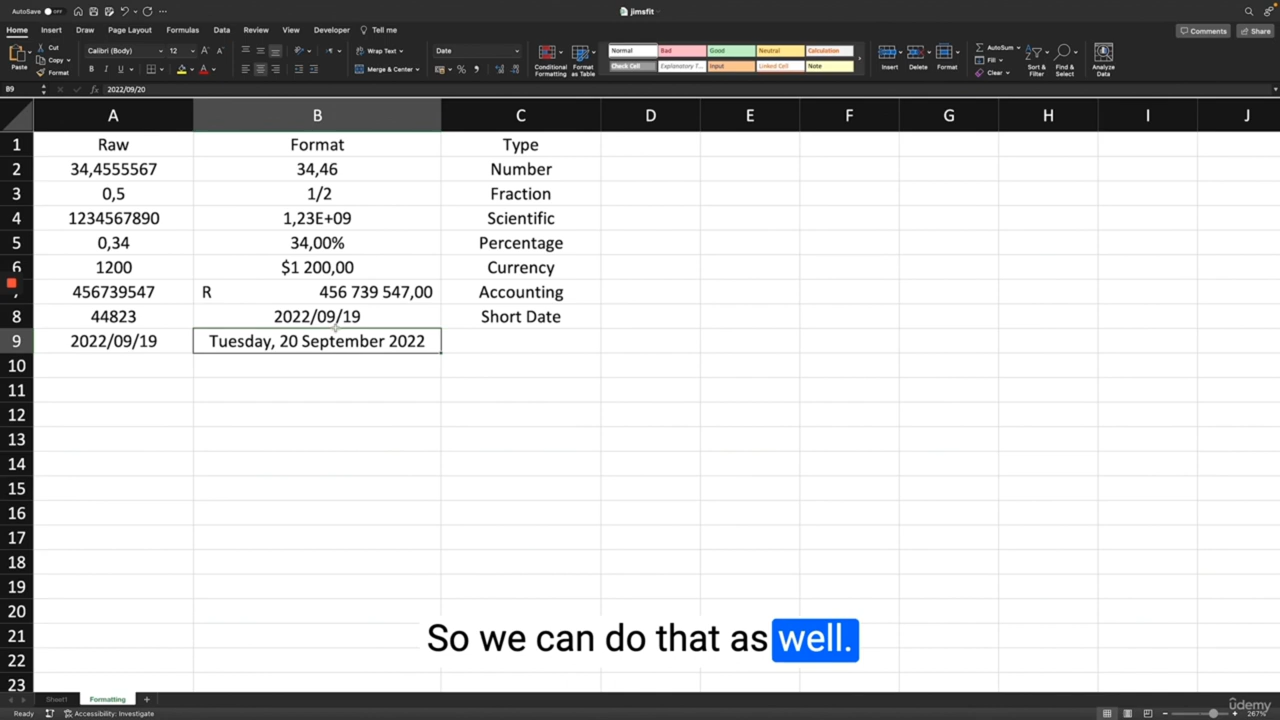 AutoSave OFF
jimsfit
Home Insert Draw Page Layout Formulas Data Review View Developer Tell me
Comments Share
Paste Cut Copy Format
Calibri (Body) 12
B I U
Wrap Text
Merge & Center
Date
Conditional Formatting
Format as Table
Normal Bad Good Neutral Calculation
Check Cell Explanatory T... Input Linked Cell Note
Insert Delete Format
AutoSum Fill Clear
Sort & Filter
Find & Select
Analyze Data
B9 fx 2022/09/20
A B C D E F G H I J
1 Raw Format Type
2 34,4555567 34,46 Number
3 0,5 1/2 Fraction
4 1234567890 1,23E+09 Scientific
5 0,34 34,00% Percentage
6 1200 $1 200,00 Currency
456739547 R 456 739 547,00 Accounting
8 44823 2022/09/19 Short Date
9 2022/09/19 Tuesday, 20 September 2022
10
11
12
13
14
15
16
17
18
19
20
21
22
23
So we can do that as well.
Sheet1 Formatting +
Ready Accessibility: Investigate
267%
udemy